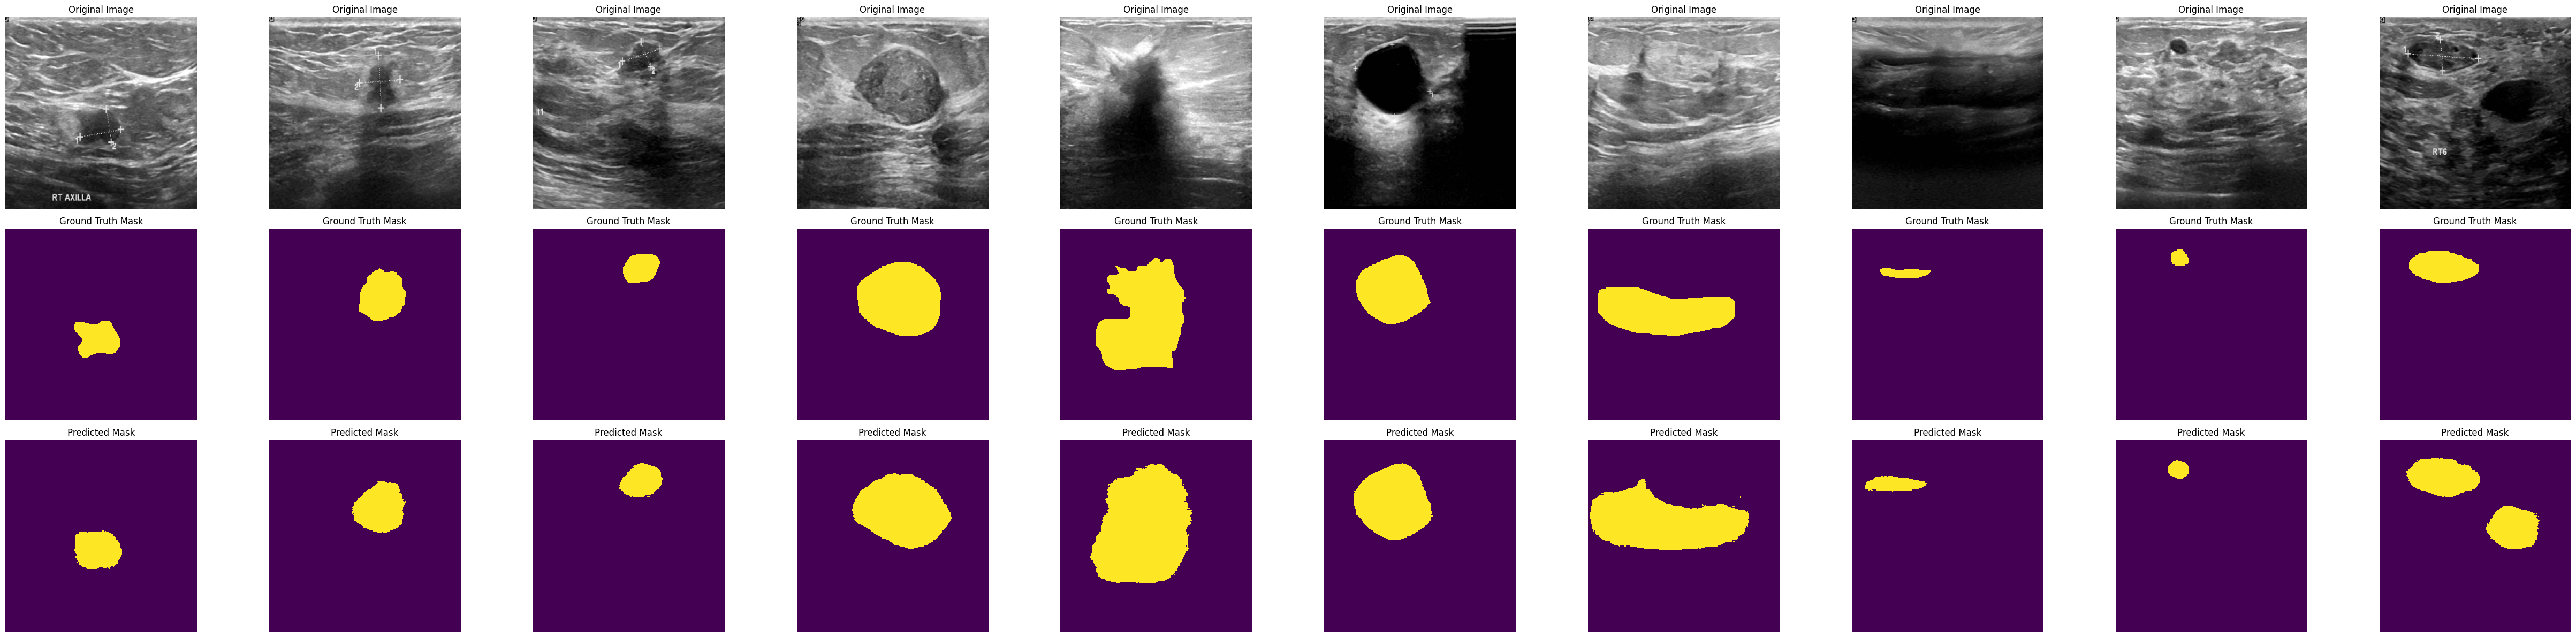 Original Image Original Image Original Image Original Image Original Image Original Image Original Image Original Image Original Image Original Image
RT AXILLA
RT6
Ground Truth Mask Ground Truth Mask Ground Truth Mask Ground Truth Mask Ground Truth Mask Ground Truth Mask Ground Truth Mask Ground Truth Mask Ground Truth Mask Ground Truth Mask
Predicted Mask Predicted Mask Predicted Mask Predicted Mask Predicted Mask Predicted Mask Predicted Mask Predicted Mask Predicted Mask Predicted Mask